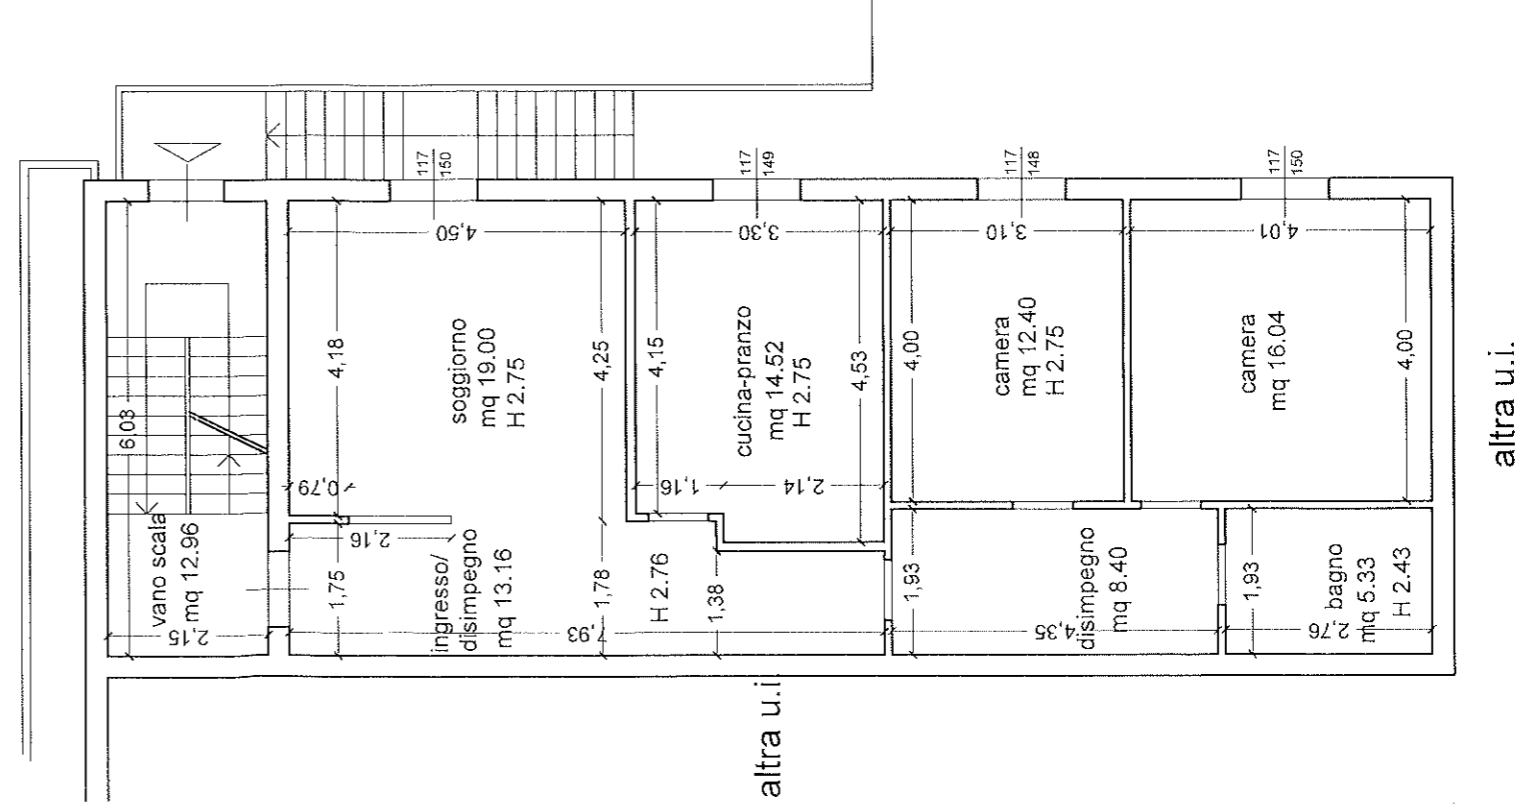 117
150
117
149
117
148
117
150
4,50
3,30
3,10
4,01
6,03
4,18
soggiorno
mq 19.00
H 2.75
4,25
4,15
cucina-pranzo
mq 14.52
H 2.75
4,53
4,00
camera
mq 12.40
H 2.75
camera
mq 16.04
4,00
0,79
1,16
2,14
vano scala
mq 12.96
2,15
2,16
1,75
ingresso/
disimpegno
mq 13.16
1,78
7,93
H 2.76
1,38
1,93
4,35
disimpegno
mq 8.40
1,93
bagno
mq 5.33
H 2.43
2,76
altra u.i
altra u.i.